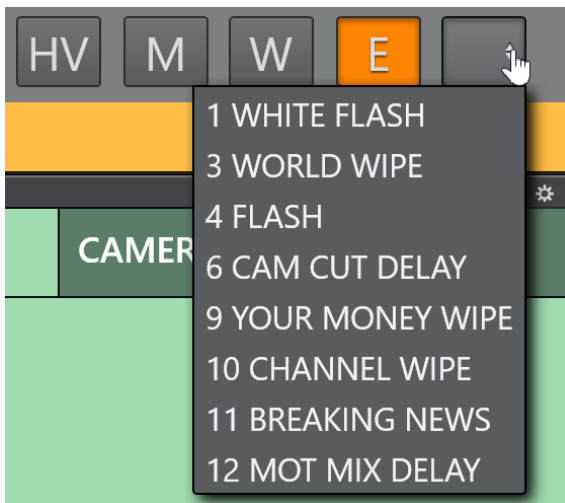 HV M W E
1 WHITE FLASH
3 WORLD WIPE
4 FLASH
CAMER
6 CAM CUT DELAY
9 YOUR MONEY WIPE
10 CHANNEL WIPE
11 BREAKING NEWS
12 MOT MIX DELAY